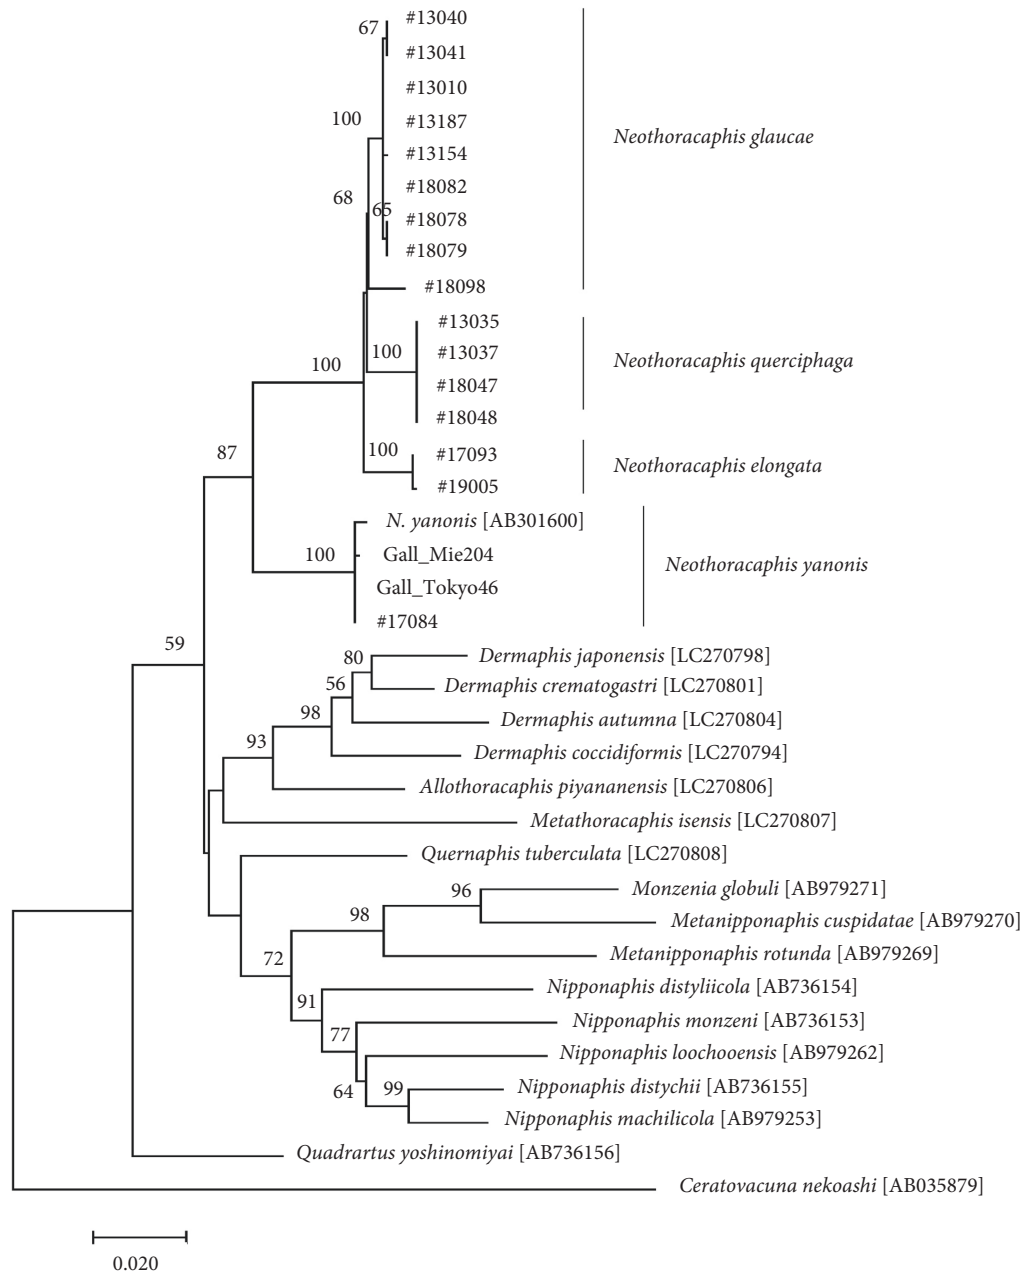 #13040
67
#13041
#13010
100
#13187
Neothoracaphis glaucae
#13154
#18082
68
65
#18078
#18079
#18098
#13035
100
#13037
Neothoracaphis querciphaga
100
#18047
#18048
100
#17093
87
Neothoracaphis elongata
#19005
N. yanonis [AB301600]
100
Gall_Mie204
Neothoracaphis yanonis
Gall_Tokyo46
#17084
59
80
Dermaphis japonensis [LC270798]
56
Dermaphis crematogastri [LC270801]
98
Dermaphis autumna [LC270804]
93
Dermaphis coccidiformis [LC270794]
Allothoracaphis piyananensis [LC270806]
Metathoracaphis isensis [LC270807]
Quernaphis tuberculata [LC270808]
96
Monzenia globuli [AB979271]
98
Metanipponaphis cuspidatae [AB979270]
72
Metanipponaphis rotunda [AB979269]
91
Nipponaphis distyliicola [AB736154]
77
Nipponaphis monzeni [AB736153]
Nipponaphis loochooensis [AB979262]
64
99
Nipponaphis distychii [AB736155]
Nipponaphis machilicola [AB979253]
Quadrartus yoshinomiyai [AB736156]
Ceratovacuna nekoashi [AB035879]
0.020